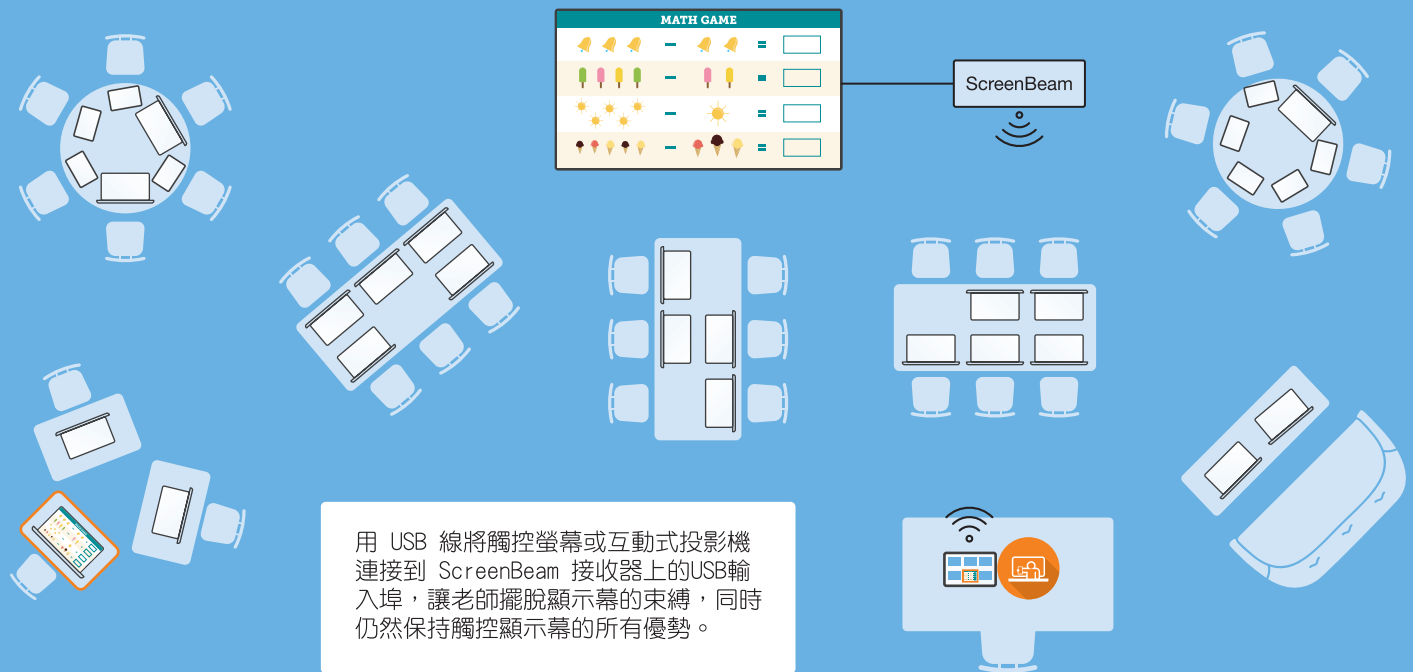 MATH GAME
ScreenBeam
用 USB 線將觸控螢幕或互動式投影機
連接到 ScreenBeam 接收器上的USB輸
入埠，讓老師擺脫顯示幕的束縛，同時
仍然保持觸控顯示幕的所有優勢。